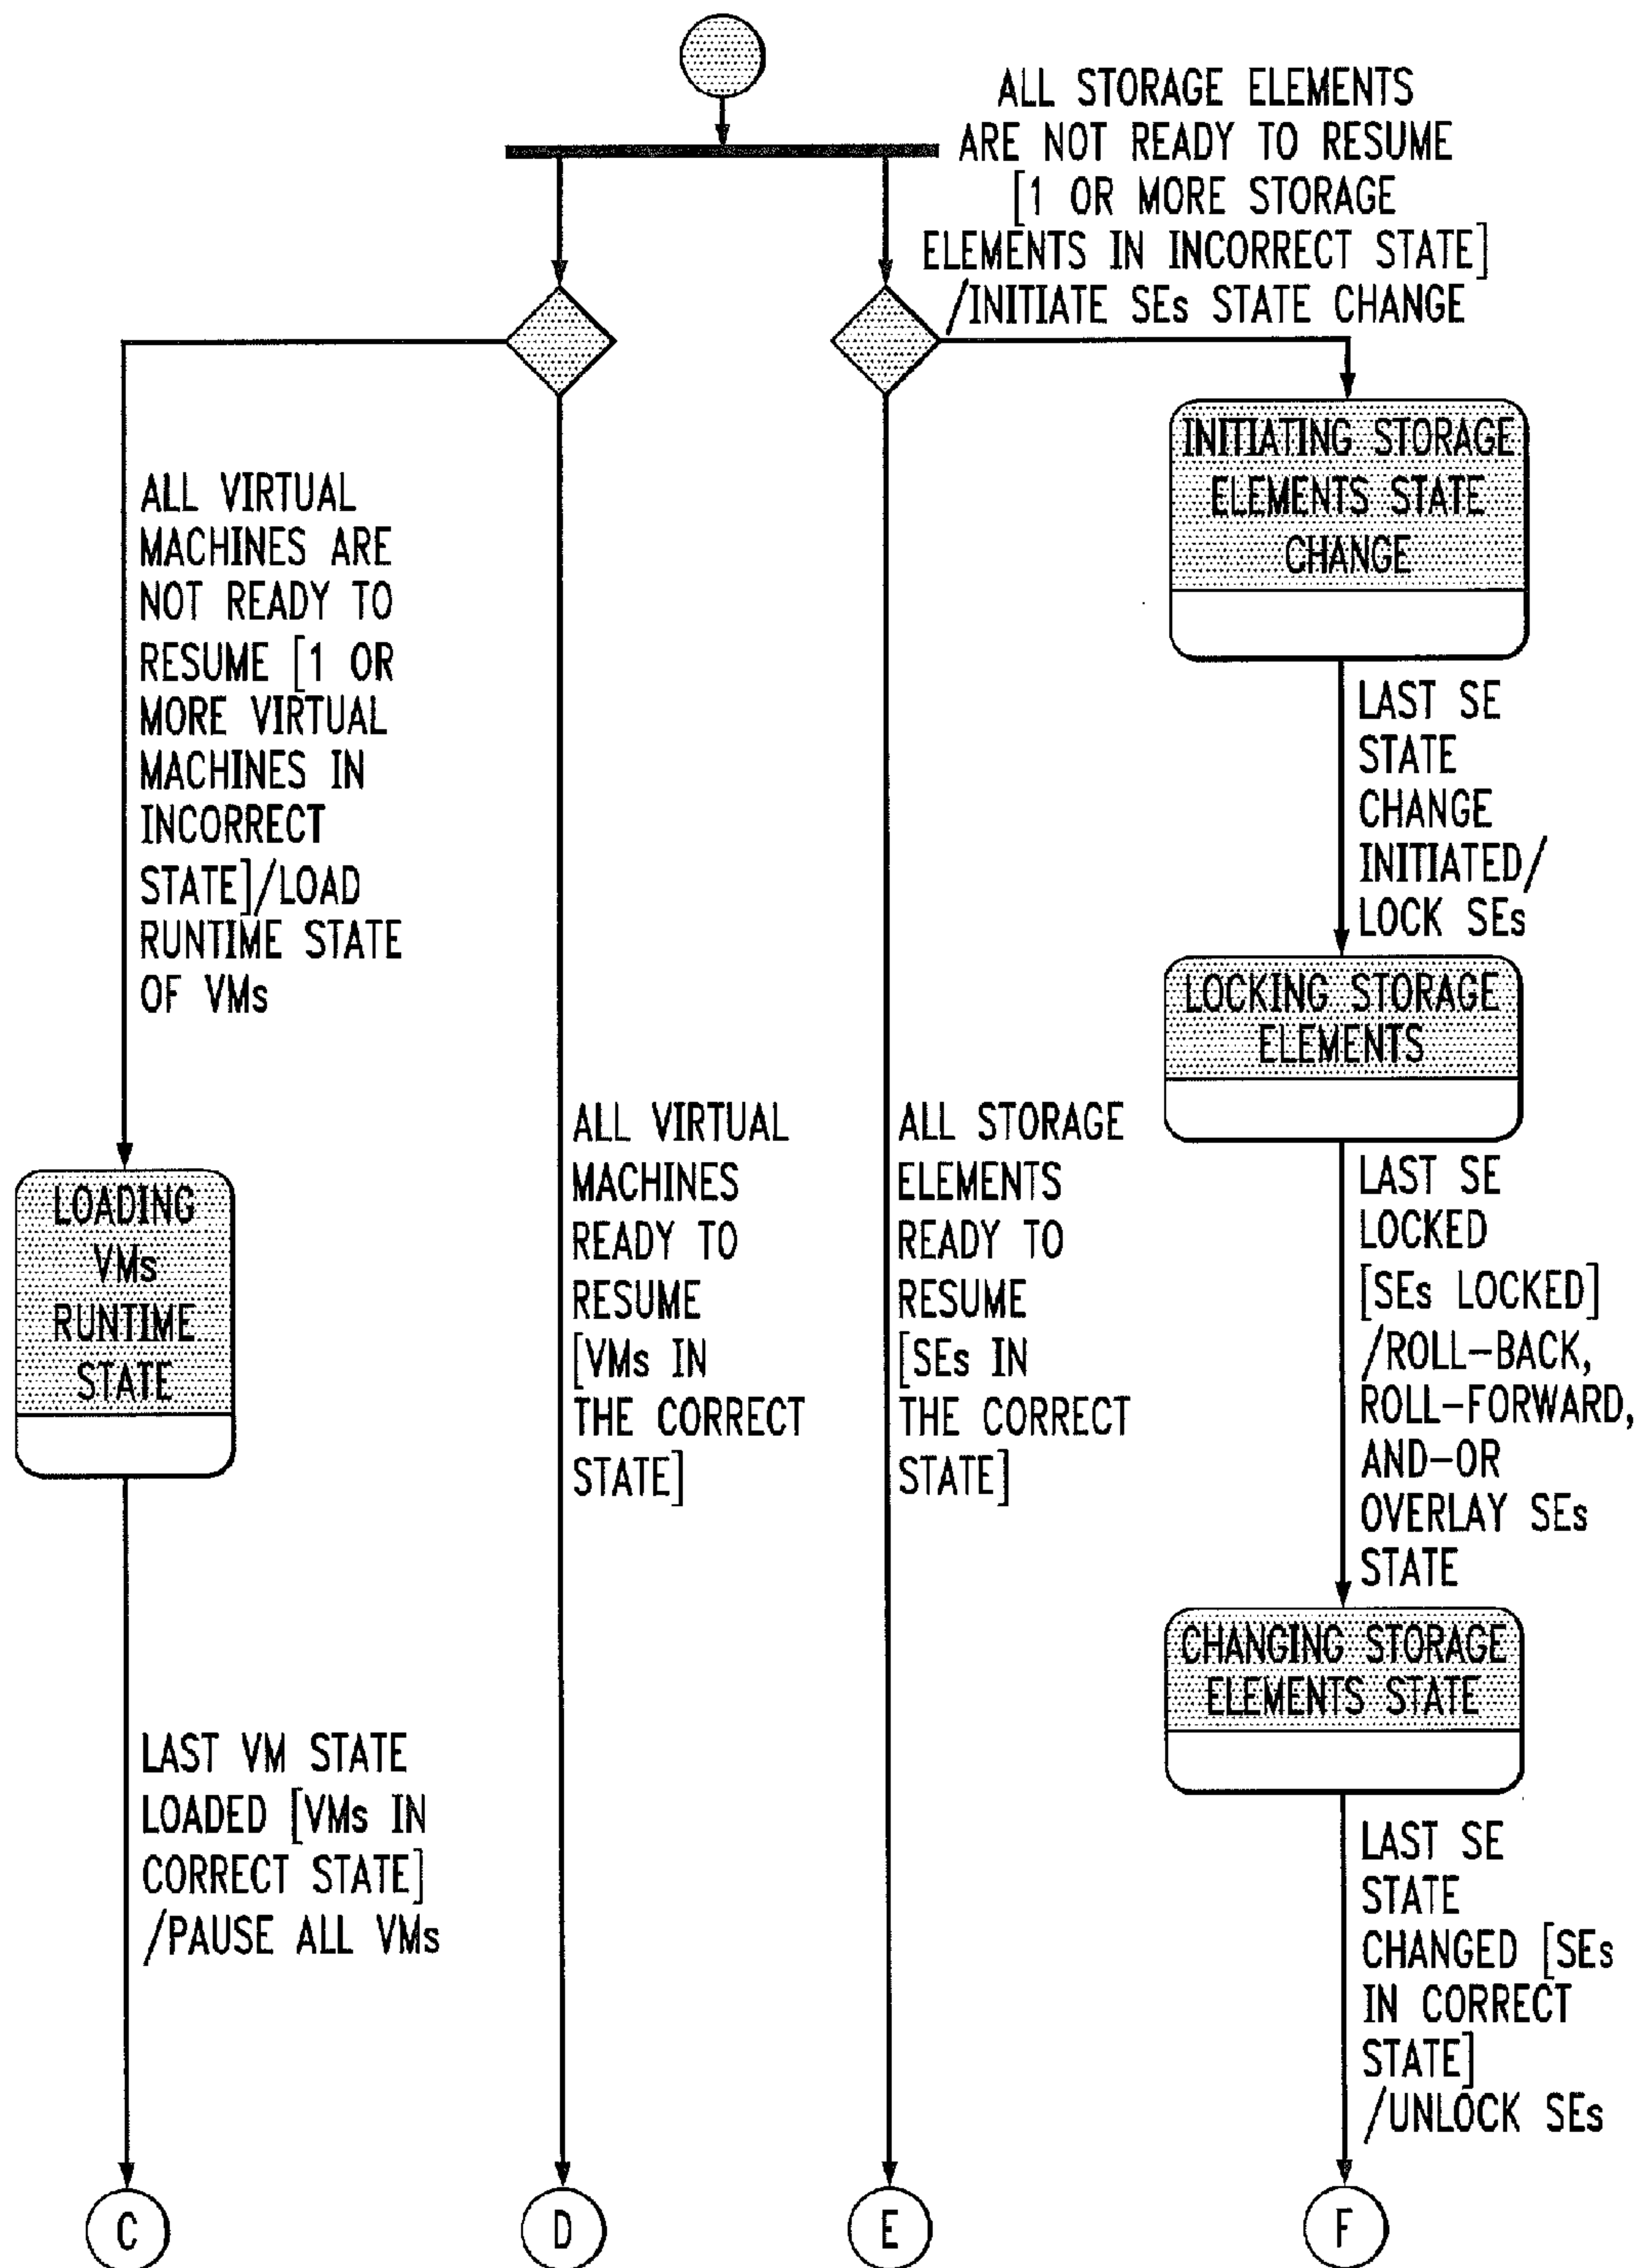 ALL STORAGE ELEMENTS
ARE NOT READY TO RESUME
[1 OR MORE STORAGE
ELEMENTS IN INCORRECT STATE]
/INITIATE SEs STATE CHANGE
INITIATING STORAGE
ELEMENTS STATE
CHANGE
ALL VIRTUAL
MACHINES ARE
NOT READY TO
RESUME [1 OR
MORE VIRTUAL
MACHINES IN
INCORRECT
STATE]/LOAD
RUNTIME STATE
OF VMs
LAST SE
STATE
CHANGE
INITIATED/
LOCK SEs
LOCKING STORAGE
ELEMENTS
LOADING
VMs
RUNTIME
STATE
ALL VIRTUAL
MACHINES
READY TO
RESUME
[VMs IN
THE CORRECT
STATE]
ALL STORAGE
ELEMENTS
READY TO
RESUME
[SEs IN
THE CORRECT
STATE]
LAST SE
LOCKED
[SEs LOCKED]
/ROLL-BACK,
ROLL-FORWARD,
AND-OR
OVERLAY SEs
STATE
CHANGING STORAGE
ELEMENTS STATE
LAST VM STATE
LOADED [VMs IN
CORRECT STATE]
/PAUSE ALL VMs
LAST SE
STATE
CHANGED [SEs
IN CORRECT
STATE]
/UNLOCK SEs
C
D
E
F